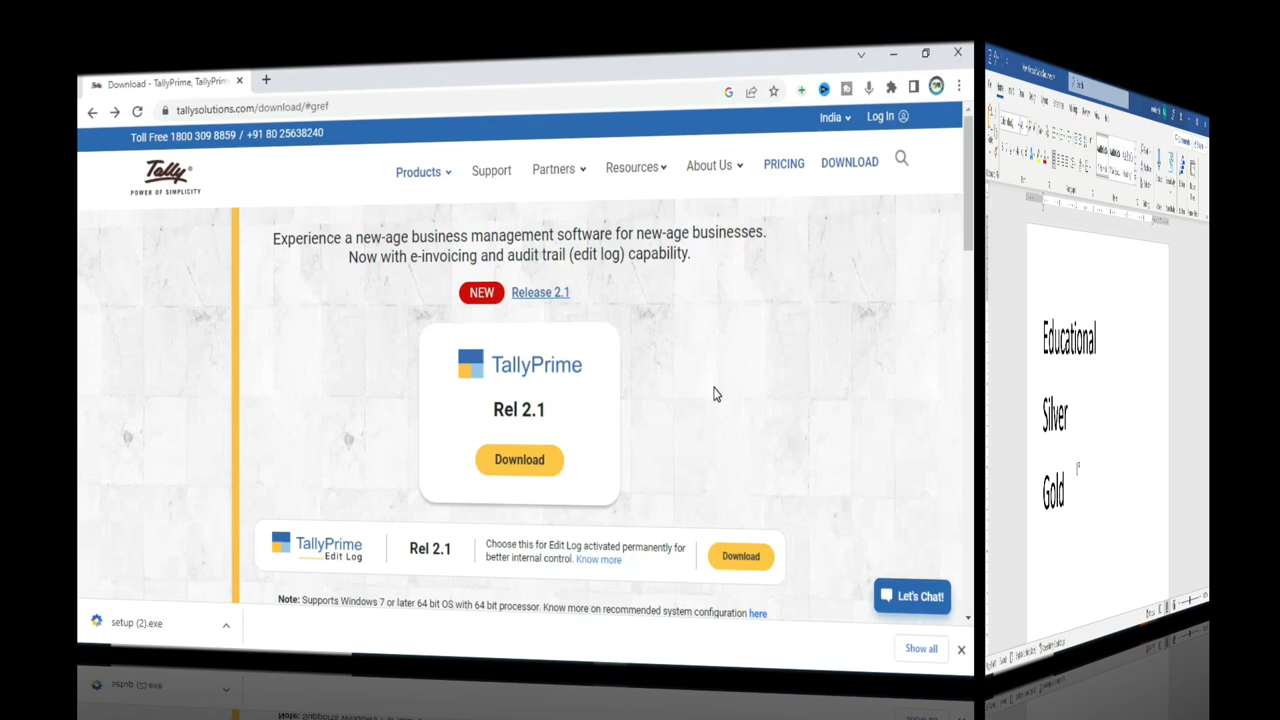 Download - TallyPrime, TallyPrim
tallysolutions.com/download/#gref
Toll Free 1800 309 8859 / +91 80 25638240
India
Log In
Tally
POWER OF SIMPLICITY
Products
Support
Partners
Resources
About Us
PRICING
DOWNLOAD
Experience a new-age business management software for new-age businesses.
Now with e-invoicing and audit trail (edit log) capability.
NEW Release 2.1
TallyPrime
Rel 2.1
Download
TallyPrime
Edit Log
Rel 2.1
Choose this for Edit Log activated permanently for
better internal control. Know more
Download
Note: Supports Windows 7 or later 64 bit OS with 64 bit processor. Know more on recommended system configuration here
Let's Chat!
setup (2).exe
Show all
Educational
Silver
Gold
setup (2).exe